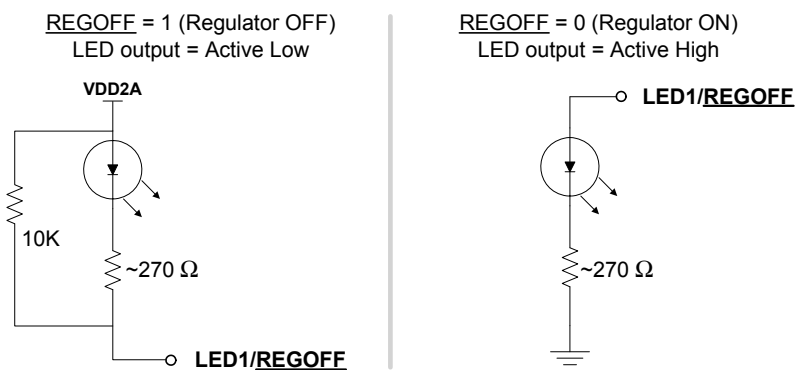 REGOFF = 1 (Regulator OFF)
LED output = Active Low
VDD2A
10K
~270 Ω
LED1/REGOFF
REGOFF = 0 (Regulator ON)
LED output = Active High
LED1/REGOFF
~270 Ω